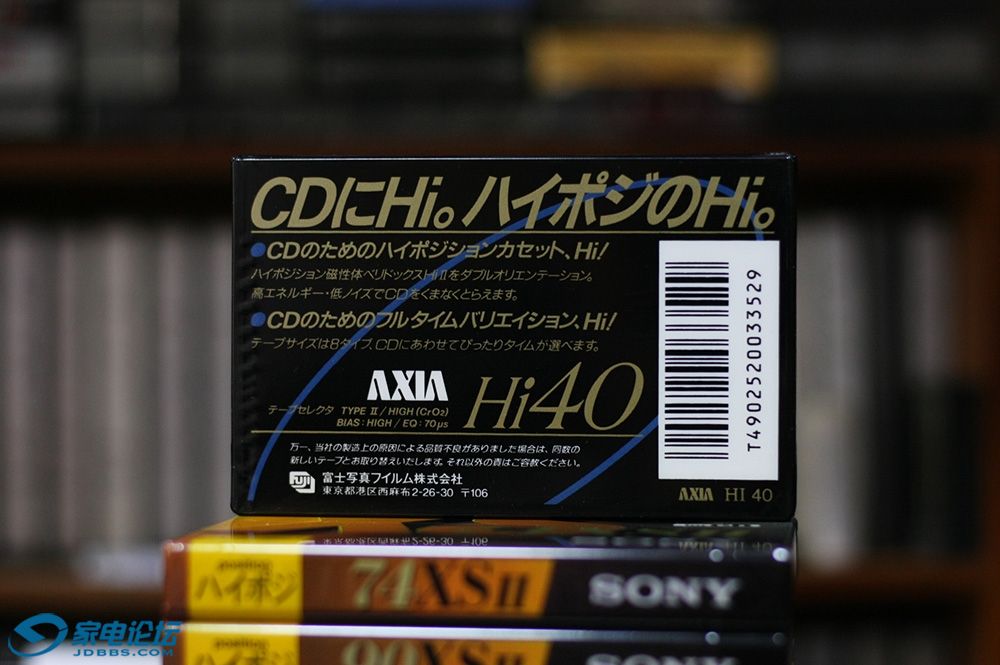 CDにHi。ハイポジのHi。
●CDのためのハイポジションカセット、Hi!
ハイポジション磁性体ベリドックスHiⅡをダブルオリエンテーション。
高エネルギー・低ノイズでCDをくまなくとらえます。
●CDのためのフルタイムバリエイション、Hi!
テープサイズは8タイプ、CDにあわせてぴったりタイムが選べます。
AXIA Hi40
テープセレクタ TYPE Ⅱ/HIGH (CrO₂)
BIAS:HIGH/EQ:70μs
万一、当社の製造上の原因による品質不良がありました場合は、同数の
新しいテープとお取り替えいたします。それ以外の責はご容赦ください。
FUJI 富士写真フイルム株式会社
東京都港区西麻布2-26-30 〒106
T4902520033529
AXIA HI 40
position
ハイポジ 74XSⅡ SONY
position
ハイポジ 90XSⅡ SONY
家电论坛
JDBBS.COM